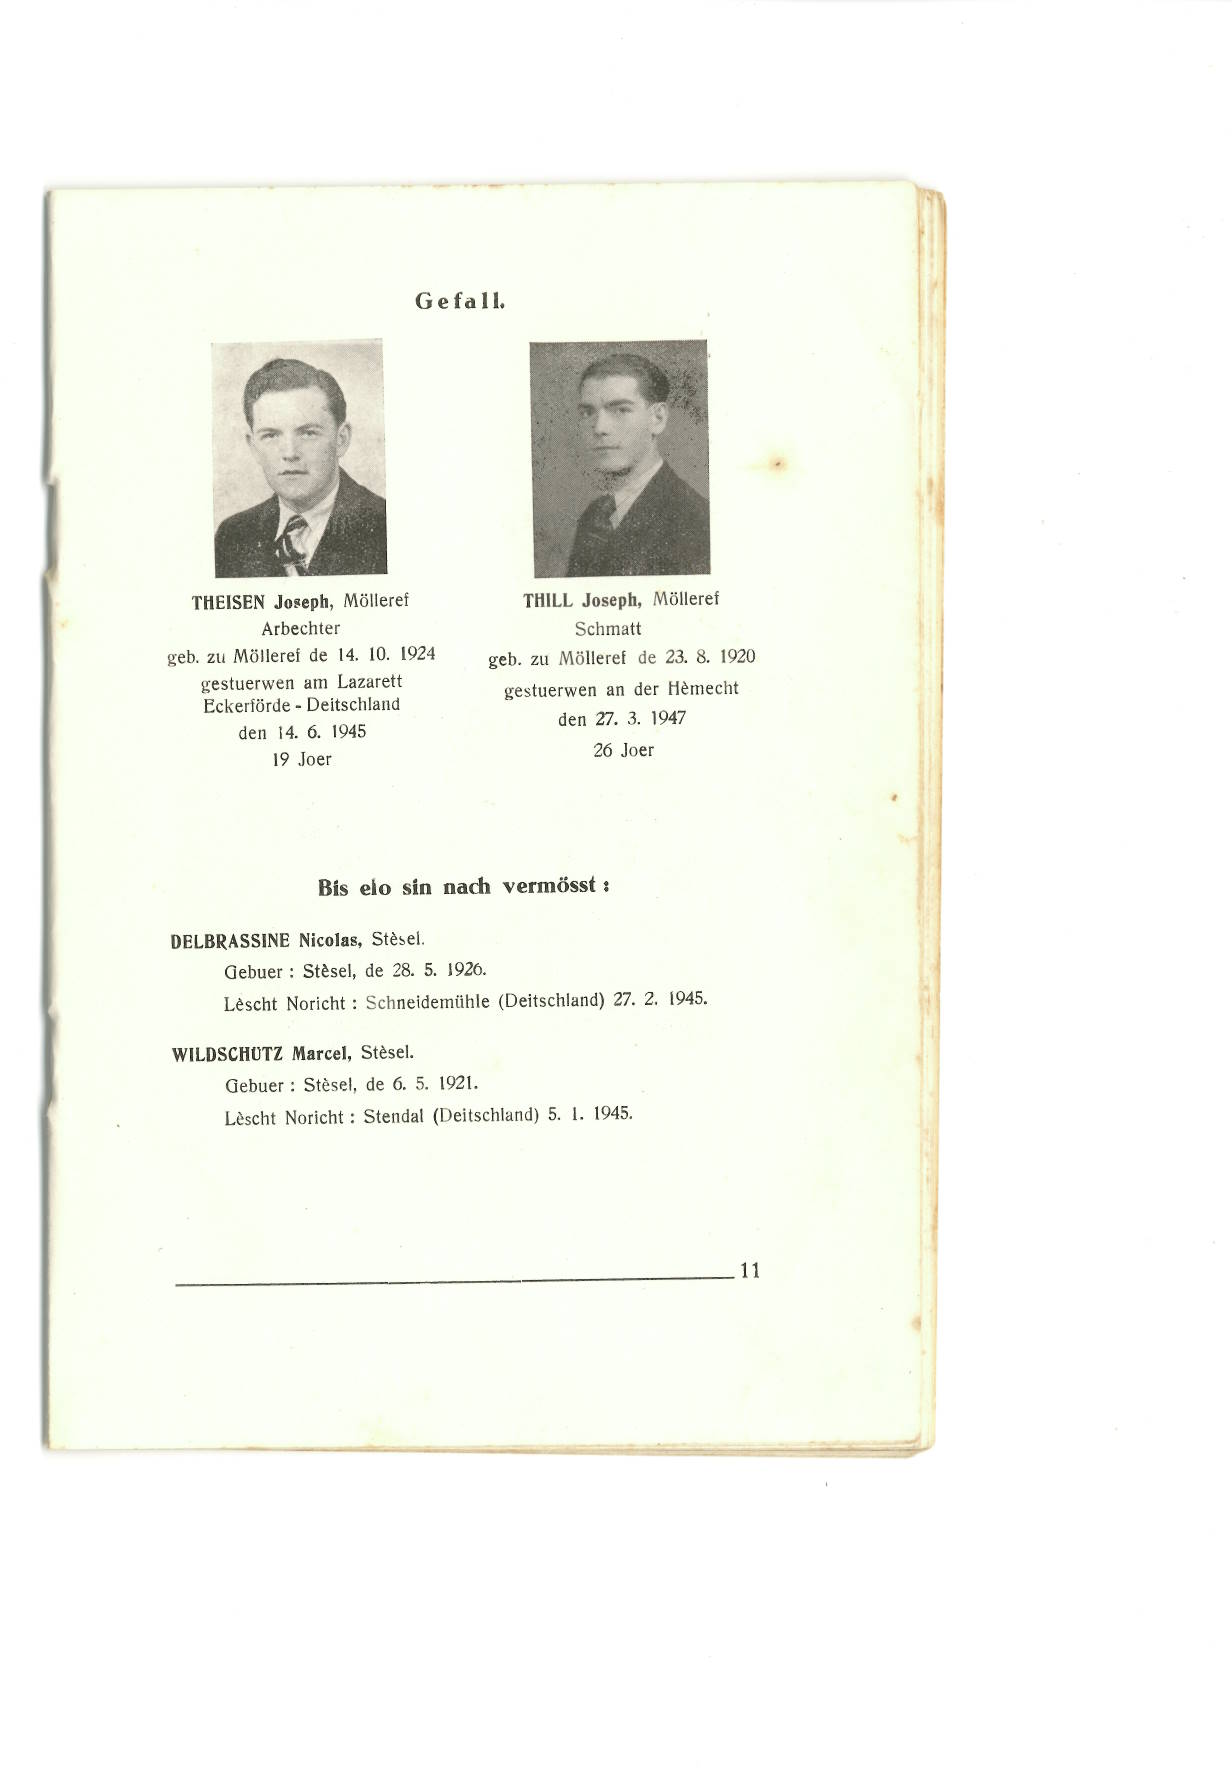 Gefall.
THEISEN Joseph, Mölleref
Arbechter
geb. zu Mölleref de 14. 10. 1924
gestuerwen am Lazarett
Eckerförde - Deitschland
den 14. 6. 1945
19 Joer
THILL Joseph, Mölleref
Schmatt
geb. zu Mölleref de 23. 8. 1920
gestuerwen an der Hèmecht
den 27. 3. 1947
26 Joer
Bis elo sin nach vermösst :
DELBRASSINE Nicolas, Stèsel.
Gebuer : Stèsel, de 28. 5. 1926.
Lèscht Noricht : Schneidemühle (Deitschland) 27. 2. 1945.
WILDSCHÜTZ Marcel, Stèsel.
Gebuer : Stèsel, de 6. 5. 1921.
Lèscht Noricht : Stendal (Deitschland) 5. 1. 1945.
11